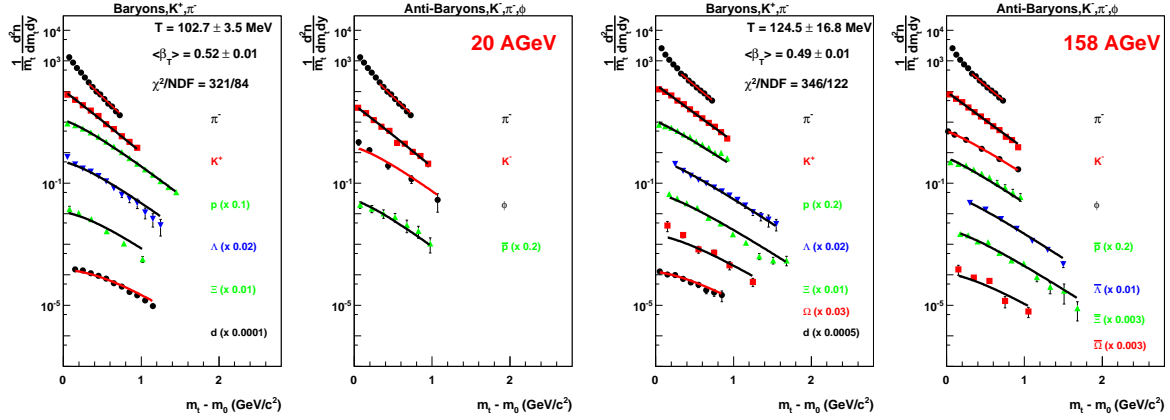 Baryons,K⁺,π⁻
1/m_t d²n/dm_t dy
T = 102.7 ± 3.5 MeV
<β_T> = 0.52 ± 0.01
χ²/NDF = 321/84
π⁻
K⁺
p (x 0.1)
Λ (x 0.02)
Ξ (x 0.01)
d (x 0.0001)
10⁴
10⁻¹
10⁻⁵
0 1 2
m_t - m_0 (GeV/c²)
Anti-Baryons,K⁻,π⁻,φ
1/m_t d²n/dm_t dy
20 AGeV
π⁻
K⁻
φ
p̅ (x 0.2)
10⁴
10⁻¹
10⁻⁵
0 1 2
m_t - m_0 (GeV/c²)
Baryons,K⁺,π⁻
1/m_t d²n/dm_t dy
T = 124.5 ± 16.8 MeV
<β_T> = 0.49 ± 0.01
χ²/NDF = 346/122
π⁻
K⁺
p (x 0.2)
Λ (x 0.02)
Ξ (x 0.01)
Ω (x 0.03)
d (x 0.0005)
10⁴
10⁻¹
10⁻⁵
0 1 2
m_t - m_0 (GeV/c²)
Anti-Baryons,K⁻,π⁻,φ
1/m_t d²n/dm_t dy
158 AGeV
π⁻
K⁻
φ
p̅ (x 0.2)
Λ̅ (x 0.01)
Ξ̅ (x 0.003)
Ω̅ (x 0.003)
10⁴
10⁻¹
10⁻⁵
0 1 2
m_t - m_0 (GeV/c²)